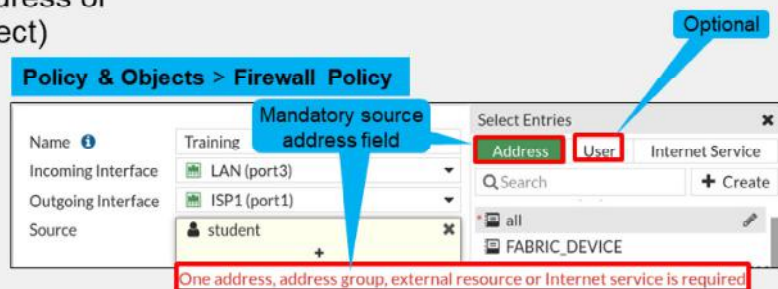 ect)
Optional
Policy & Objects > Firewall Policy
Mandatory source
address field
Name
Training
Incoming Interface
LAN (port3)
Outgoing Interface
ISP1 (port1)
Source
student
+
One address, address group, external resource or Internet service is required
Select Entries
Address User Internet Service
Search
+ Create
all
FABRIC_DEVICE